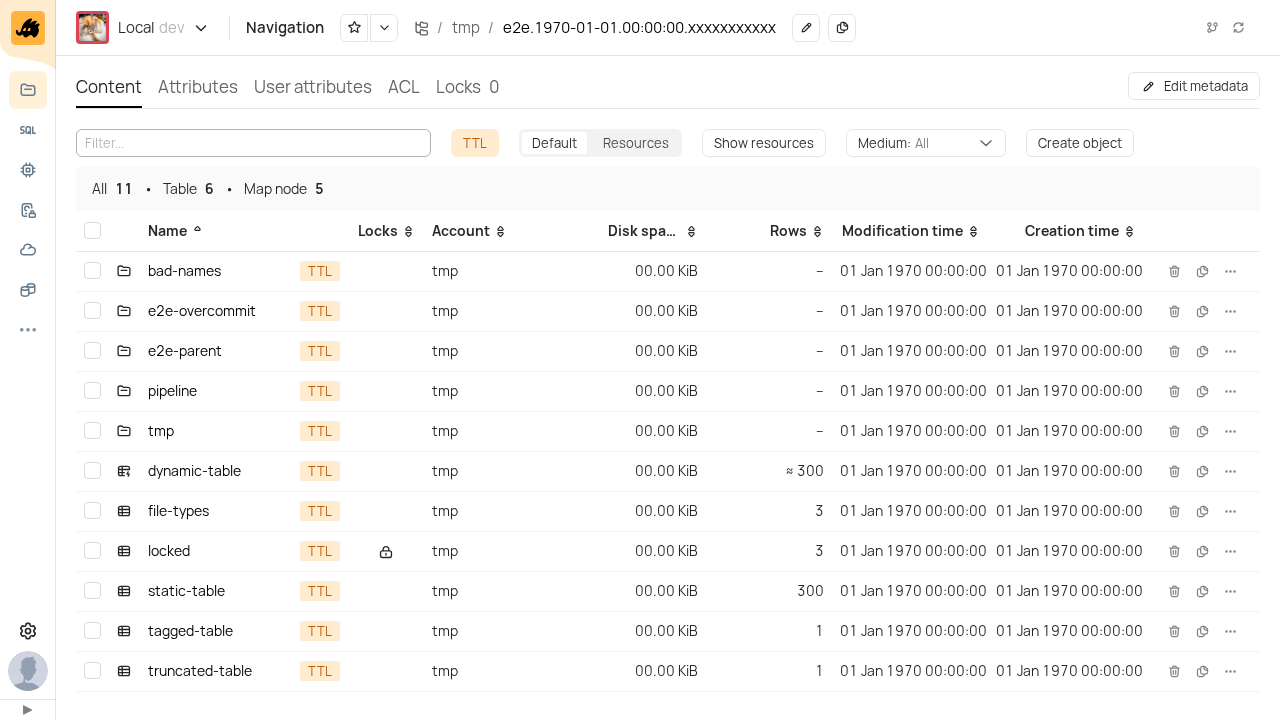 Local dev Navigation / tmp / e2e.1970-01-01.00:00:00.xxxxxxxxxxx
Content Attributes User attributes ACL Locks 0 Edit metadata
SQL
Filter... TTL Default Resources Show resources Medium: All Create object
All 11 • Table 6 • Map node 5
Name Locks Account Disk spa... Rows Modification time Creation time
bad-names TTL tmp 00.00 KiB – 01 Jan 1970 00:00:00 01 Jan 1970 00:00:00
e2e-overcommit TTL tmp 00.00 KiB – 01 Jan 1970 00:00:00 01 Jan 1970 00:00:00
e2e-parent TTL tmp 00.00 KiB – 01 Jan 1970 00:00:00 01 Jan 1970 00:00:00
pipeline TTL tmp 00.00 KiB – 01 Jan 1970 00:00:00 01 Jan 1970 00:00:00
tmp TTL tmp 00.00 KiB – 01 Jan 1970 00:00:00 01 Jan 1970 00:00:00
dynamic-table TTL tmp 00.00 KiB ≈ 300 01 Jan 1970 00:00:00 01 Jan 1970 00:00:00
file-types TTL tmp 00.00 KiB 3 01 Jan 1970 00:00:00 01 Jan 1970 00:00:00
locked TTL tmp 00.00 KiB 3 01 Jan 1970 00:00:00 01 Jan 1970 00:00:00
static-table TTL tmp 00.00 KiB 300 01 Jan 1970 00:00:00 01 Jan 1970 00:00:00
tagged-table TTL tmp 00.00 KiB 1 01 Jan 1970 00:00:00 01 Jan 1970 00:00:00
truncated-table TTL tmp 00.00 KiB 1 01 Jan 1970 00:00:00 01 Jan 1970 00:00:00